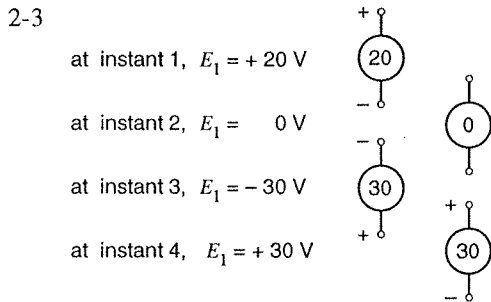 2-3
+
at instant 1, E₁ = + 20 V
20
−
at instant 2, E₁ = 0 V
0
−
at instant 3, E₁ = − 30 V
30
+
+
at instant 4, E₁ = + 30 V
30
−